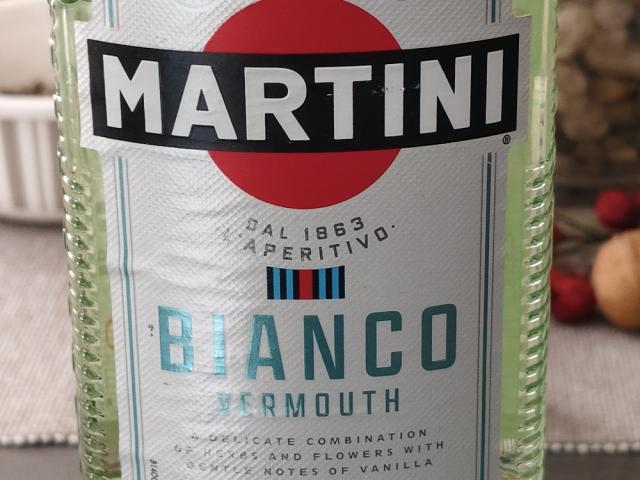 MARTINI®
DAL 1863
L'APERITIVO.
BIANCO
VERMOUTH
A DELICATE COMBINATION
OF HERBS AND FLOWERS WITH
GENTLE NOTES OF VANILLA